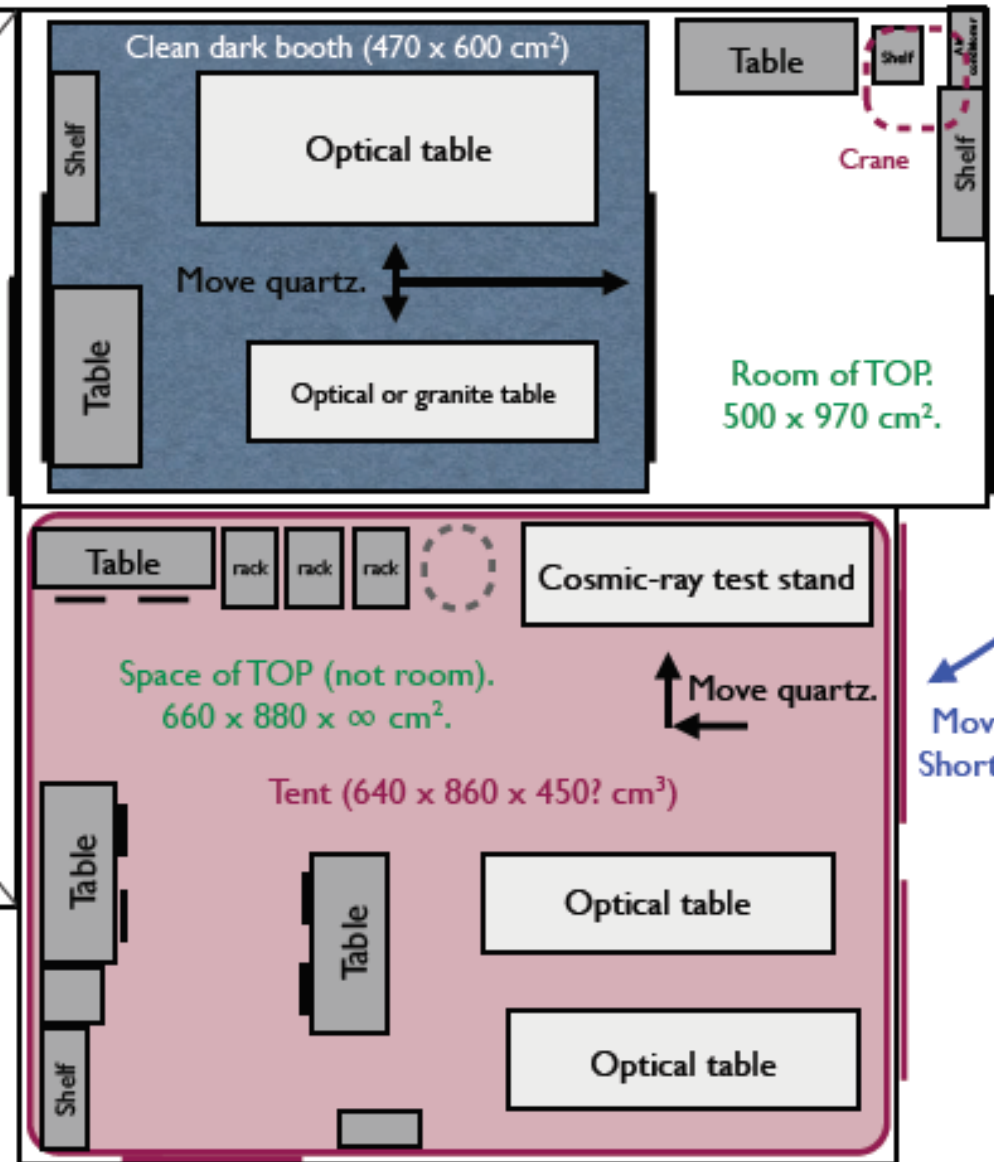 Clean dark booth (470 x 600 cm²)
Table
Shelf
Air
conditioner
Shelf
Optical table
Crane
Shelf
Move quartz.
Table
Optical or granite table
Room of TOP.
500 x 970 cm².
Table
rack
rack
rack
Cosmic-ray test stand
Space of TOP (not room).
660 x 880 x ∞ cm².
Move quartz.
Mov
Short
Tent (640 x 860 x 450? cm³)
Table
Table
Optical table
Optical table
Shelf